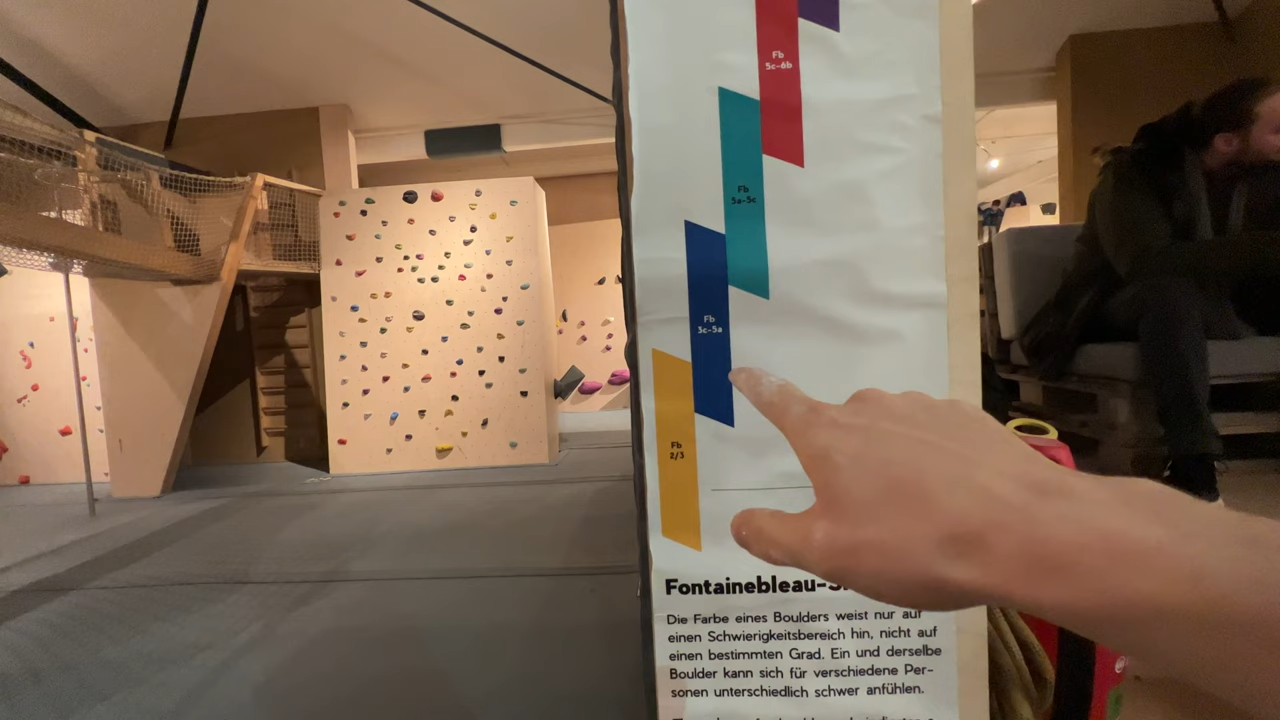 Fb
5c-6b
Fb
5a-5c
Fb
3c-5a
Fb
2/3
Die Farbe eines Boulders weist nur auf
einen Schwierigkeitsbereich hin, nicht auf
einen bestimmten Grad. Ein und derselbe
Boulder kann sich für verschiedene Per-
sonen unterschiedlich schwer anfühlen.